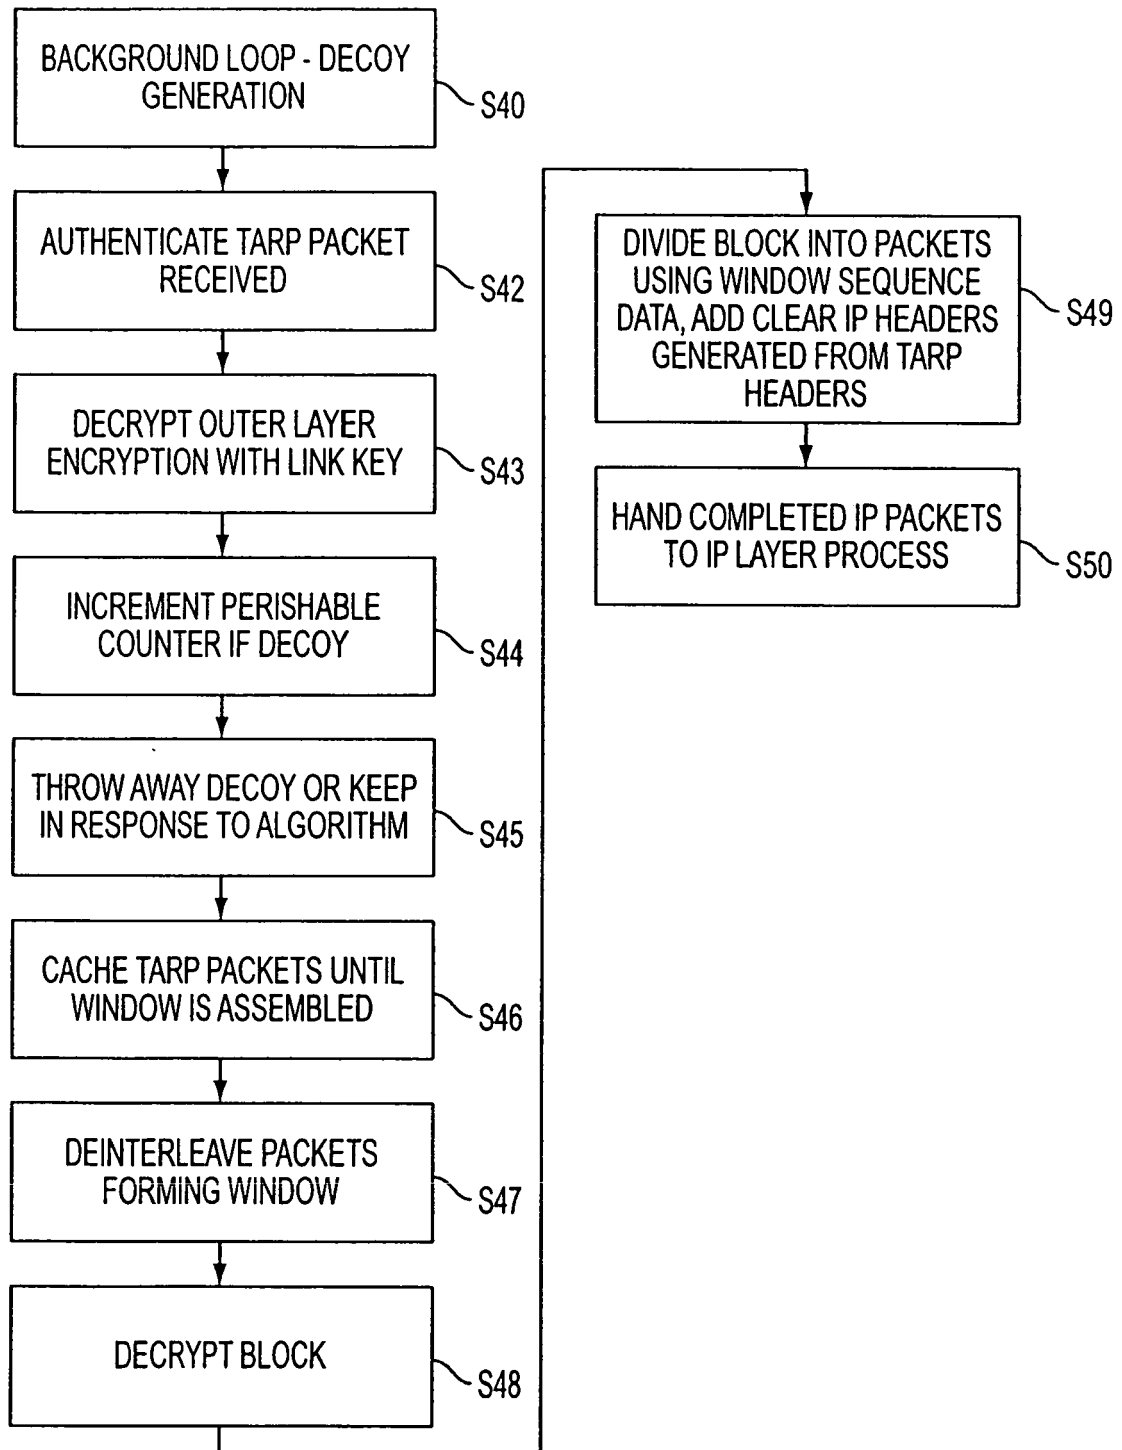 BACKGROUND LOOP - DECOY
GENERATION
S40
AUTHENTICATE TARP PACKET
RECEIVED
S42
DECRYPT OUTER LAYER
ENCRYPTION WITH LINK KEY
S43
INCREMENT PERISHABLE
COUNTER IF DECOY
S44
THROW AWAY DECOY OR KEEP
IN RESPONSE TO ALGORITHM
S45
CACHE TARP PACKETS UNTIL
WINDOW IS ASSEMBLED
S46
DEINTERLEAVE PACKETS
FORMING WINDOW
S47
DECRYPT BLOCK
S48
DIVIDE BLOCK INTO PACKETS
USING WINDOW SEQUENCE
DATA, ADD CLEAR IP HEADERS
GENERATED FROM TARP
HEADERS
S49
HAND COMPLETED IP PACKETS
TO IP LAYER PROCESS
S50